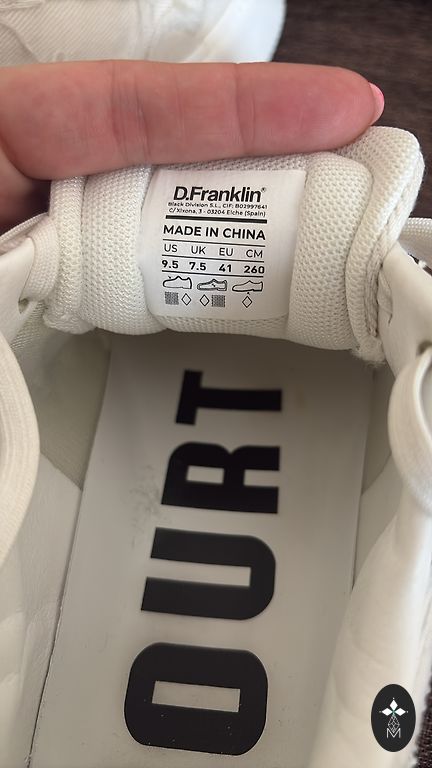 D.Franklin®
Black Division S.L., CIF: B02997641
C/ Xixona, 3 - 03204 Elche (Spain)
MADE IN CHINA
US UK EU CM
9.5 7.5 41 260
OURT
M